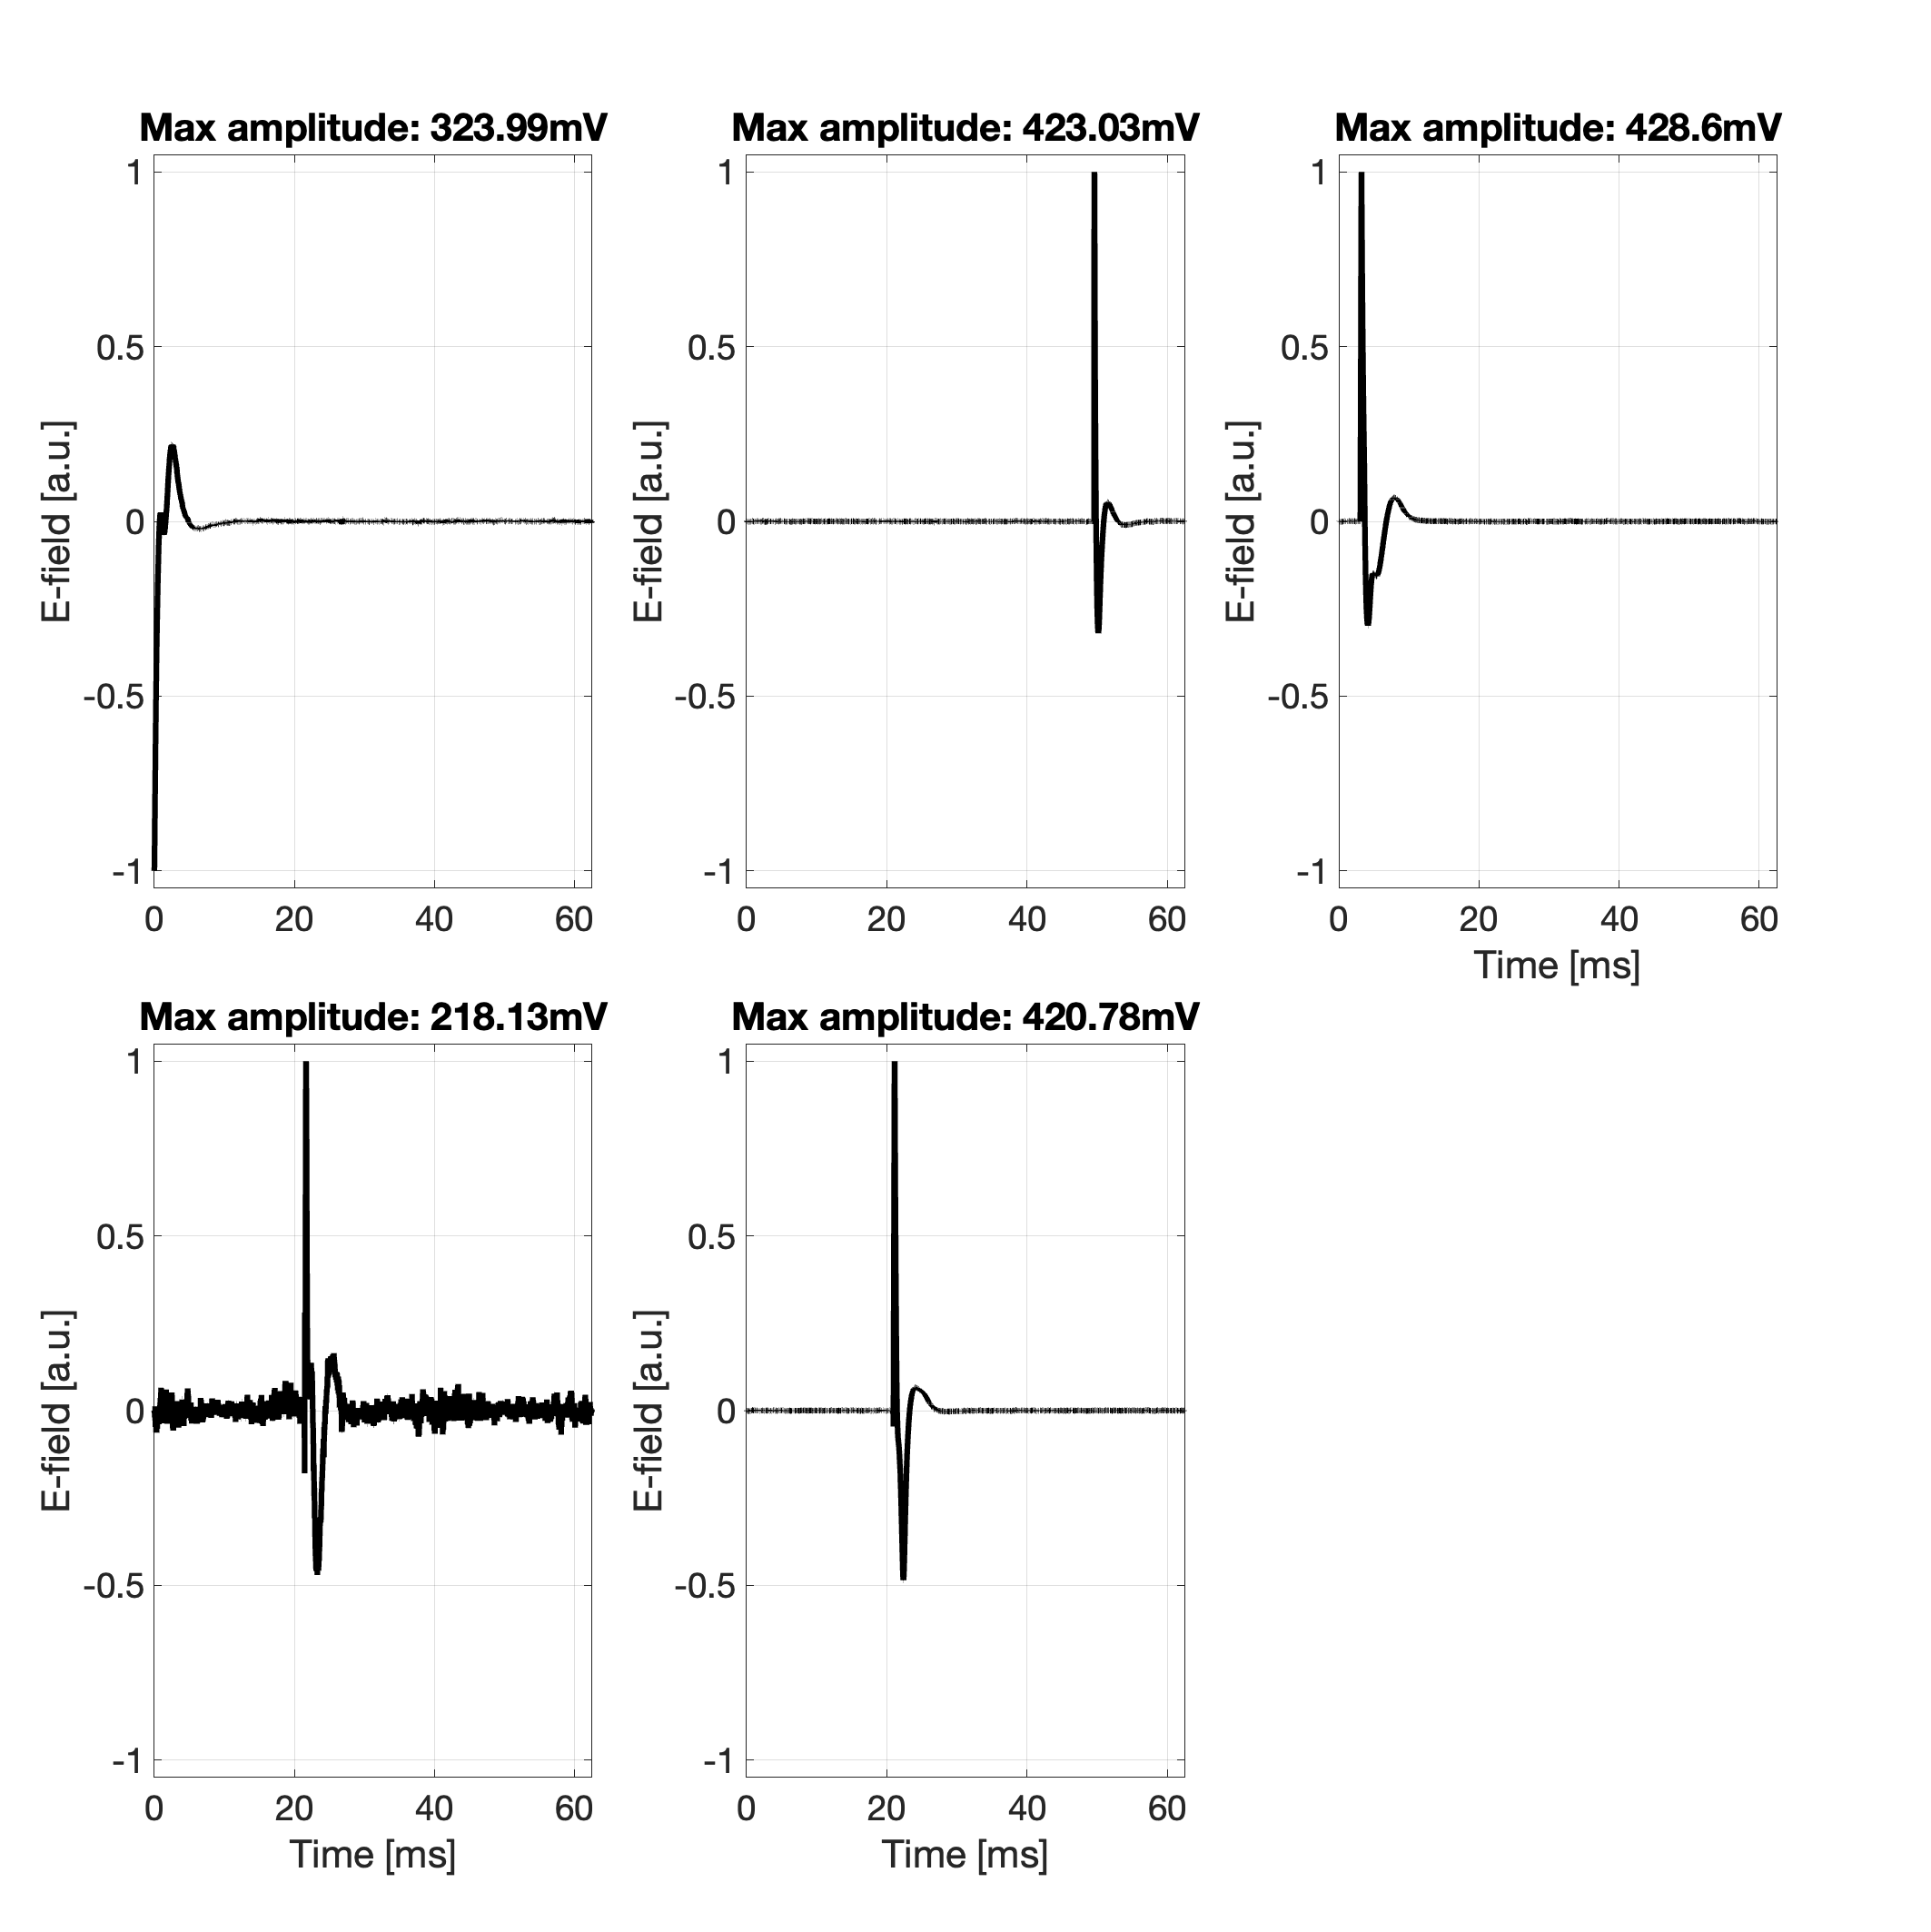 Max amplitude: 323.99mV
1
0.5
0
-0.5
-1
E-field [a.u.]
0 20 40 60
Max amplitude: 423.03mV
1
0.5
0
-0.5
-1
E-field [a.u.]
0 20 40 60
Max amplitude: 428.6mV
1
0.5
0
-0.5
-1
E-field [a.u.]
0 20 40 60
Time [ms]
Max amplitude: 218.13mV
1
0.5
0
-0.5
-1
E-field [a.u.]
0 20 40 60
Time [ms]
Max amplitude: 420.78mV
1
0.5
0
-0.5
-1
E-field [a.u.]
0 20 40 60
Time [ms]